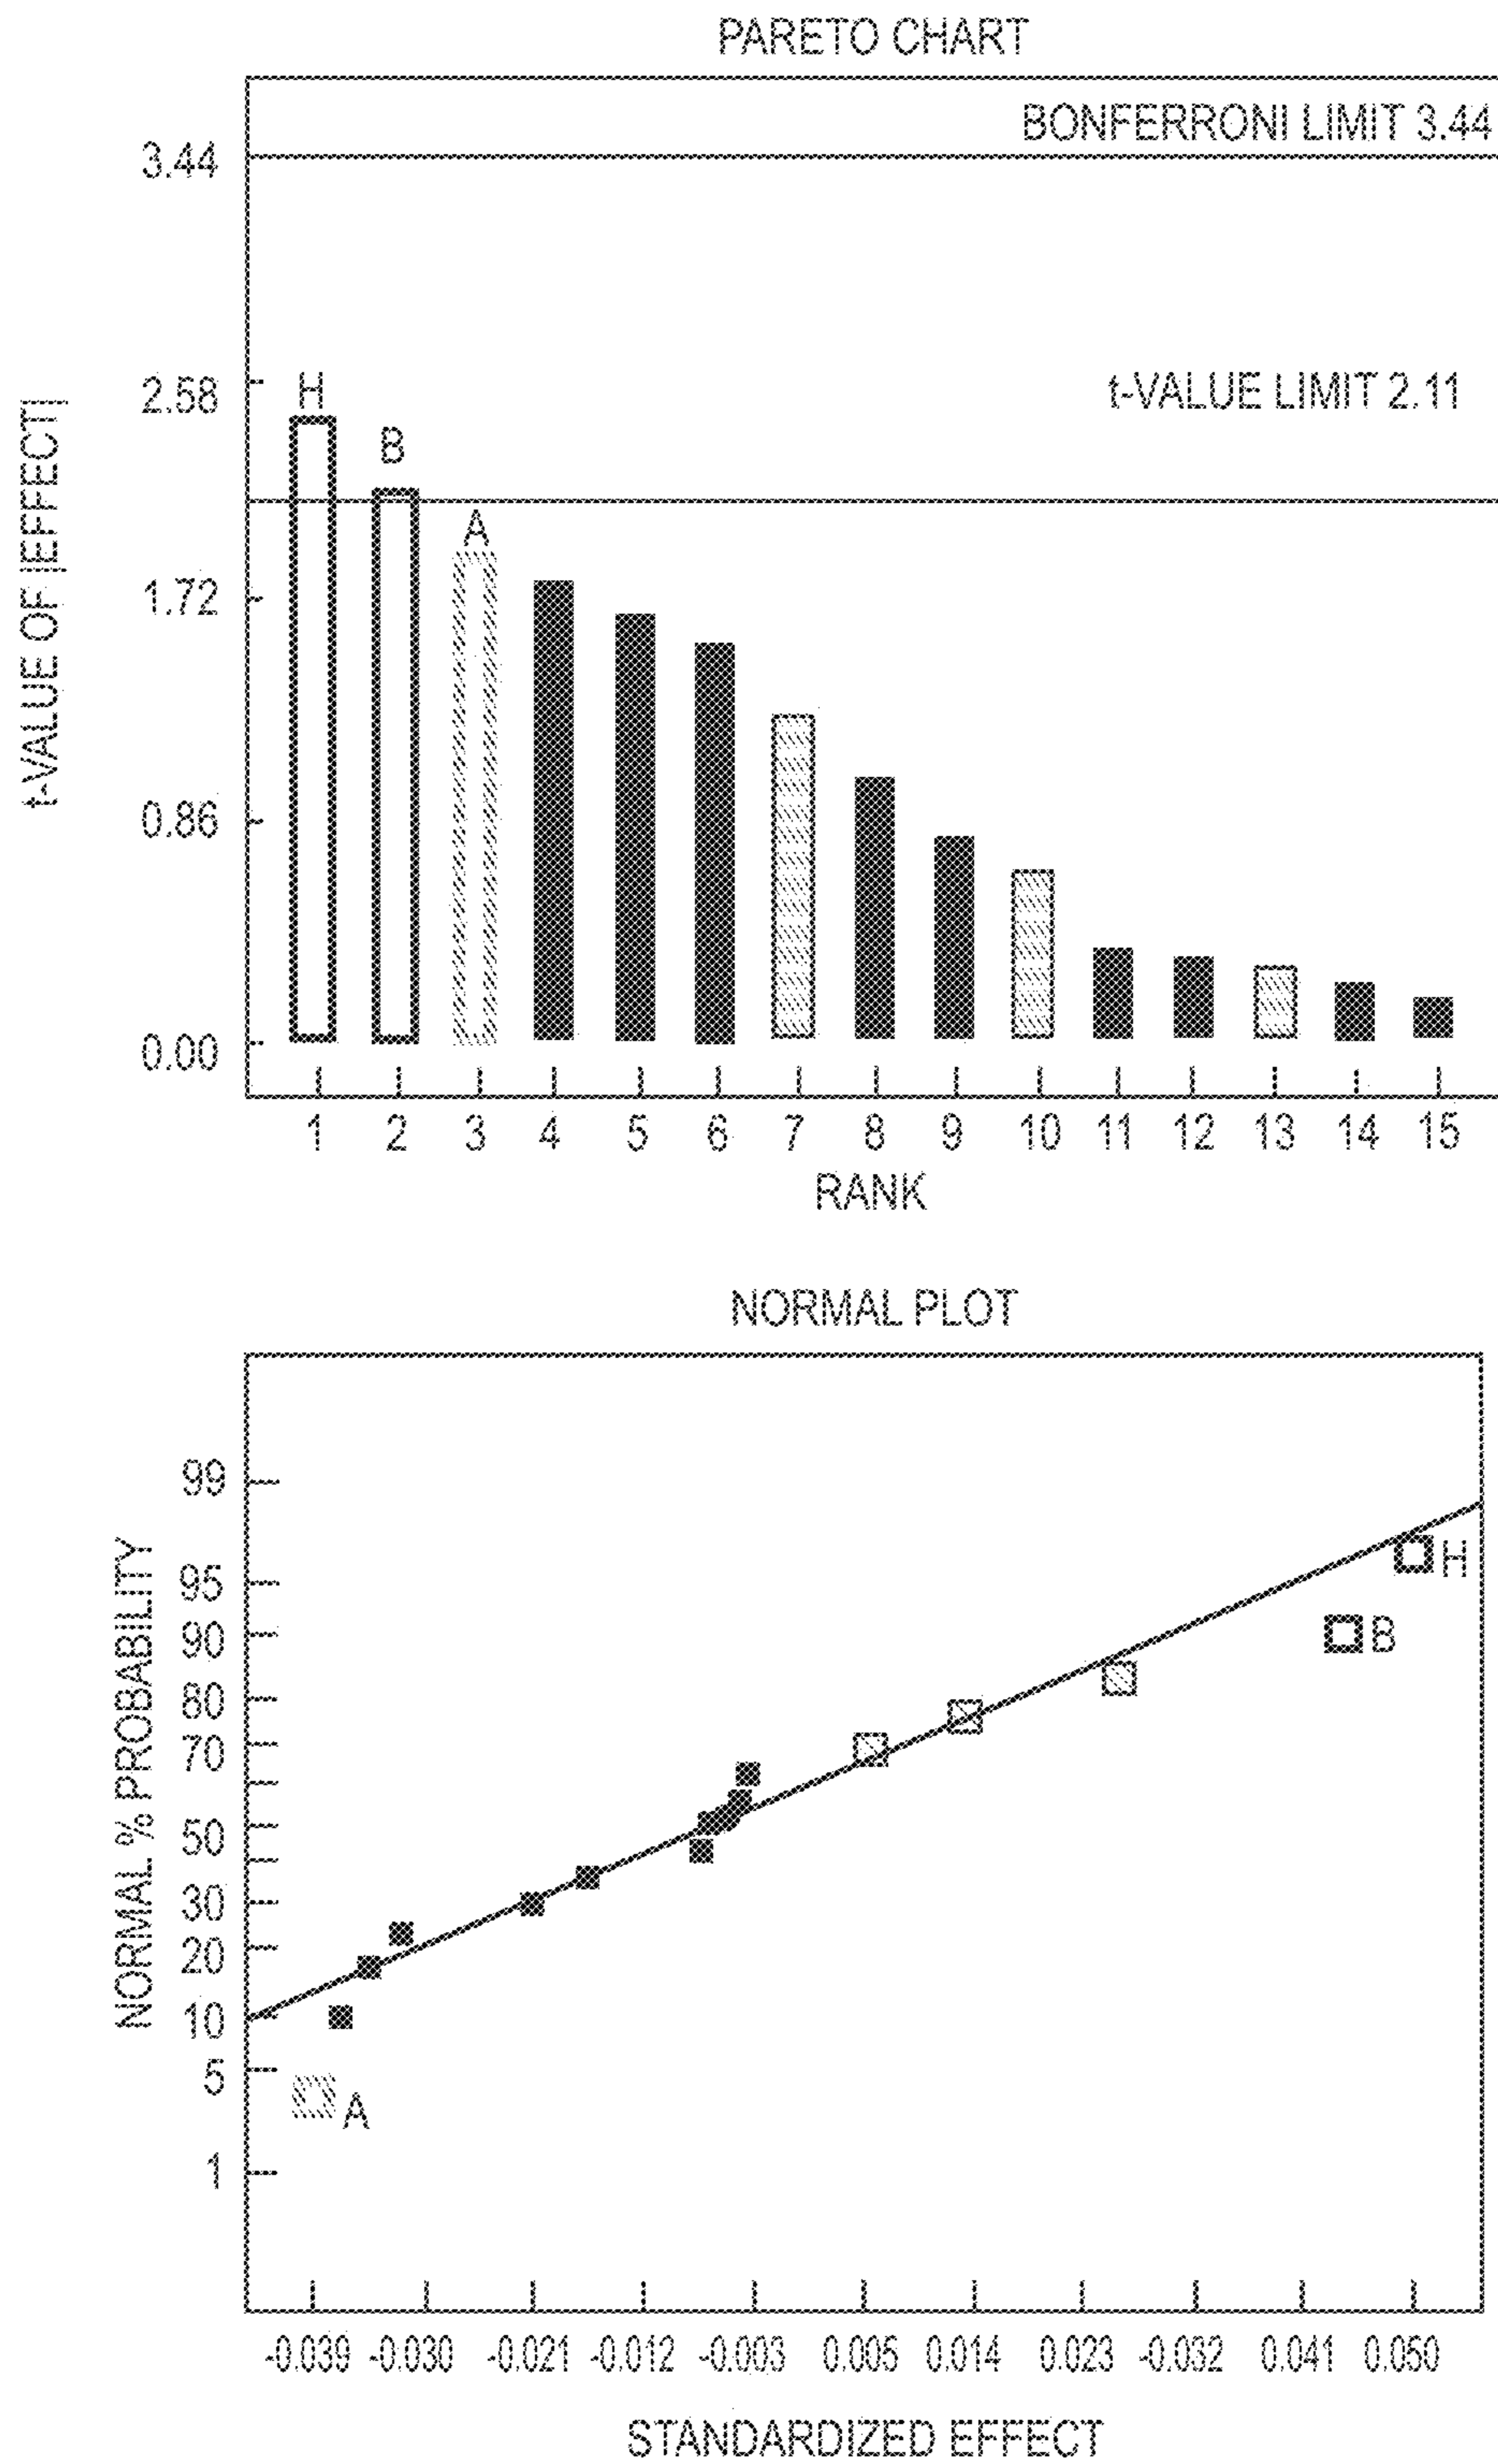 PARETO CHART
BONFERRONI LIMIT 3.44
3.44
2.58
H
t-VALUE LIMIT 2.11
B
A
1.72
0.86
0.00
t-VALUE OF |EFFECT|
1 2 3 4 5 6 7 8 9 10 11 12 13 14 15
RANK
NORMAL PLOT
99
95
H
90
B
80
70
50
30
20
10
5
A
1
NORMAL % PROBABILITY
-0.039 -0.030 -0.021 -0.012 -0.003 0.005 0.014 0.023 -0.032 0.041 0.050
STANDARDIZED EFFECT